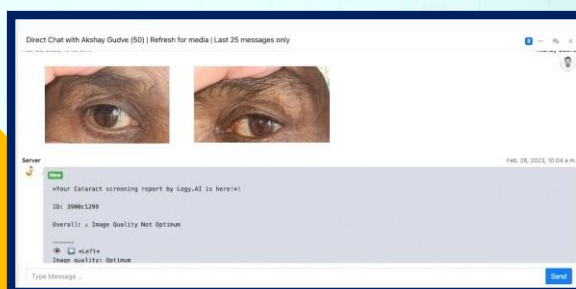 Direct Chat with Akshay Gudve (50) | Refresh for media | Last 25 messages only
3
Server
Feb. 28, 2023, 10:04 a.m.
New
*Your Cataract screening report by Logy.AI is here!*\
ID: 3900c1299
Overall: ⚠ Image Quality Not Optimum
--------
👁 ⬅ *Left*
Image quality: Optimum
Type Message ...
Send